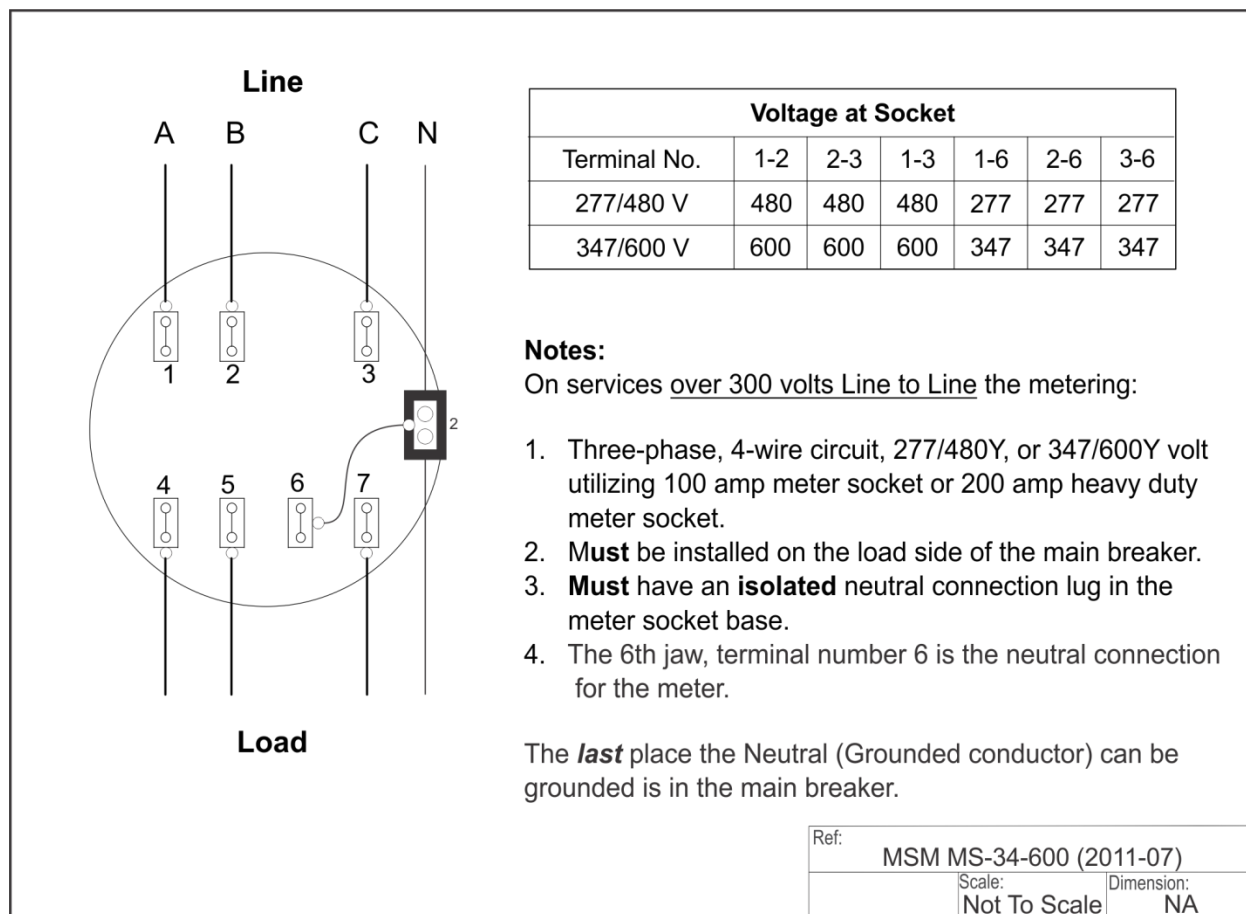 Line
A B C N
1 2 3
2
4 5 6 7
Load
Voltage at Socket
Terminal No. 1-2 2-3 1-3 1-6 2-6 3-6
277/480 V 480 480 480 277 277 277
347/600 V 600 600 600 347 347 347
Notes:
On services over 300 volts Line to Line the metering:
1. Three-phase, 4-wire circuit, 277/480Y, or 347/600Y volt
utilizing 100 amp meter socket or 200 amp heavy duty
meter socket.
2. Must be installed on the load side of the main breaker.
3. Must have an isolated neutral connection lug in the
meter socket base.
4. The 6th jaw, terminal number 6 is the neutral connection
for the meter.
The last place the Neutral (Grounded conductor) can be
grounded is in the main breaker.
Ref:
MSM MS-34-600 (2011-07)
Scale: Dimension:
Not To Scale NA